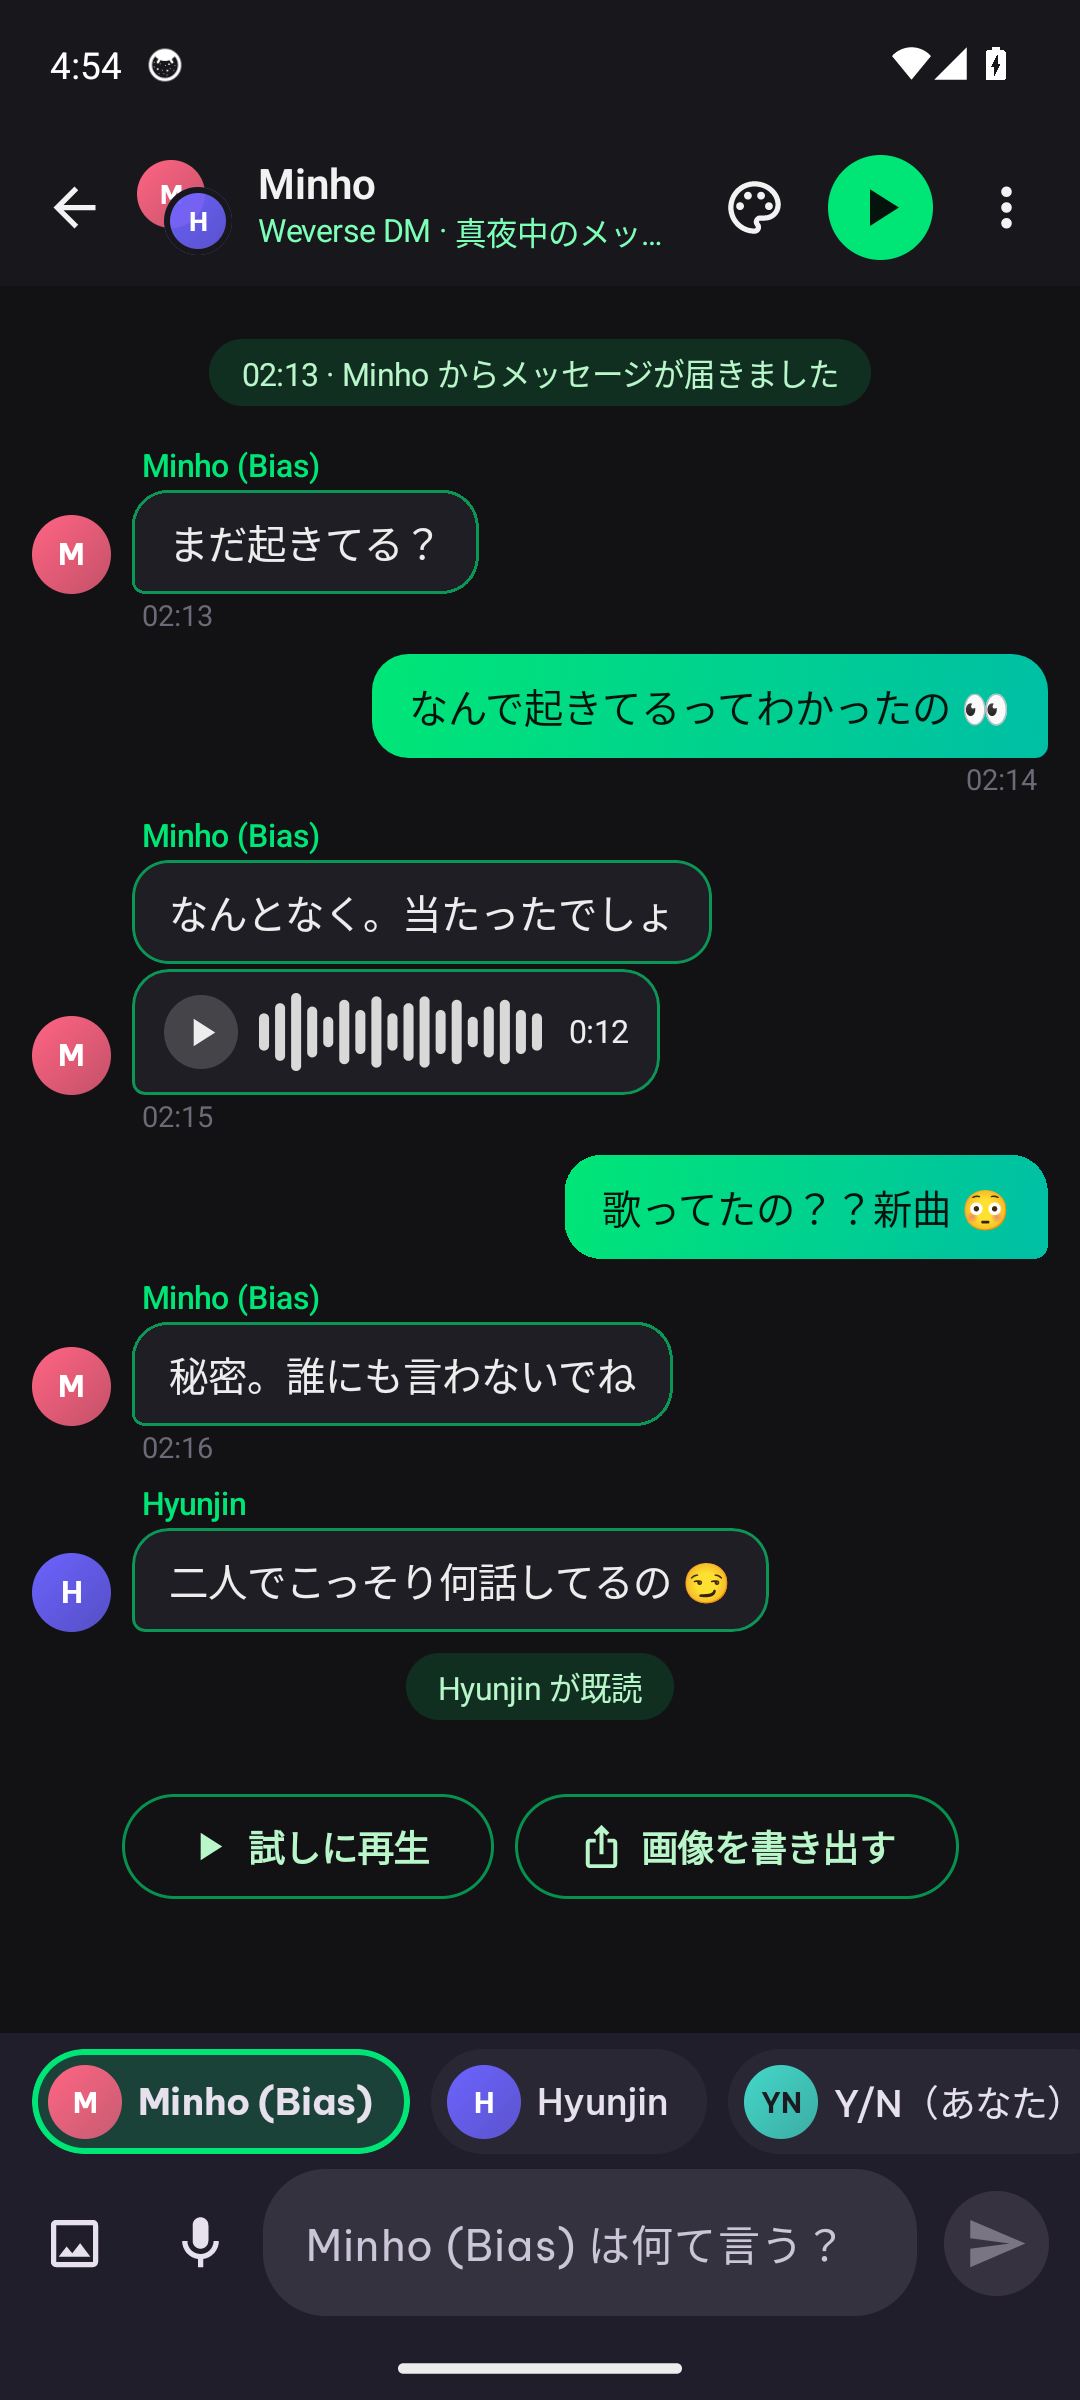 4:54
Minho
Weverse DM · 真夜中のメッ...
02:13 · Minho からメッセージが届きました
Minho (Bias)
まだ起きてる？
M
02:13
なんで起きてるってわかったの 👀
02:14
Minho (Bias)
なんとなく。当たったでしょ
0:12
M
02:15
歌ってたの？？新曲 😳
Minho (Bias)
秘密。誰にも言わないでね
M
02:16
Hyunjin
二人でこっそり何話してるの 😏
H
Hyunjin が既読
試しに再生
画像を書き出す
M Minho (Bias)
H Hyunjin
YN Y/N（あなた）
Minho (Bias) は何て言う？